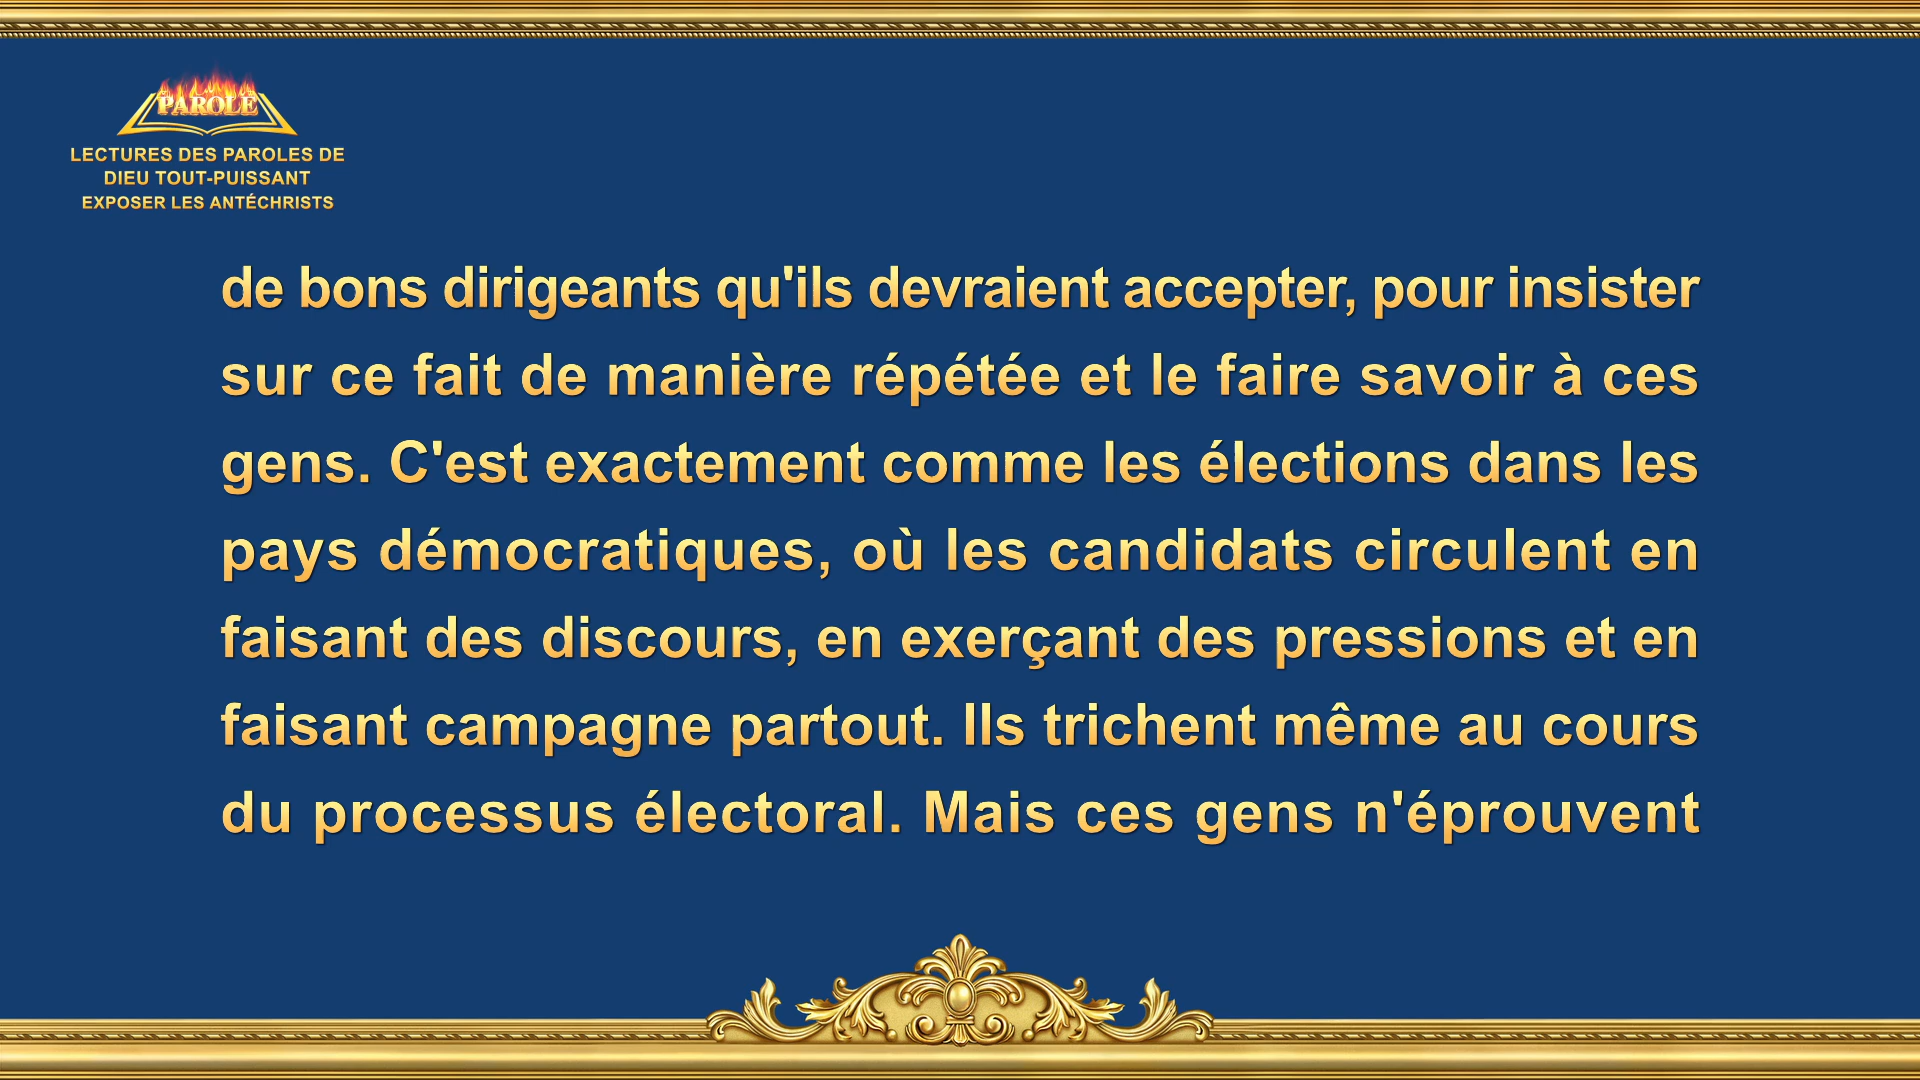 PAROLE
LECTURES DES PAROLES DE
DIEU TOUT-PUISSANT
EXPOSER LES ANTÉCHRISTS
de bons dirigeants qu'ils devraient accepter, pour insister
sur ce fait de manière répétée et le faire savoir à ces
gens. C'est exactement comme les élections dans les
pays démocratiques, où les candidats circulent en
faisant des discours, en exerçant des pressions et en
faisant campagne partout. Ils trichent même au cours
du processus électoral. Mais ces gens n'éprouvent